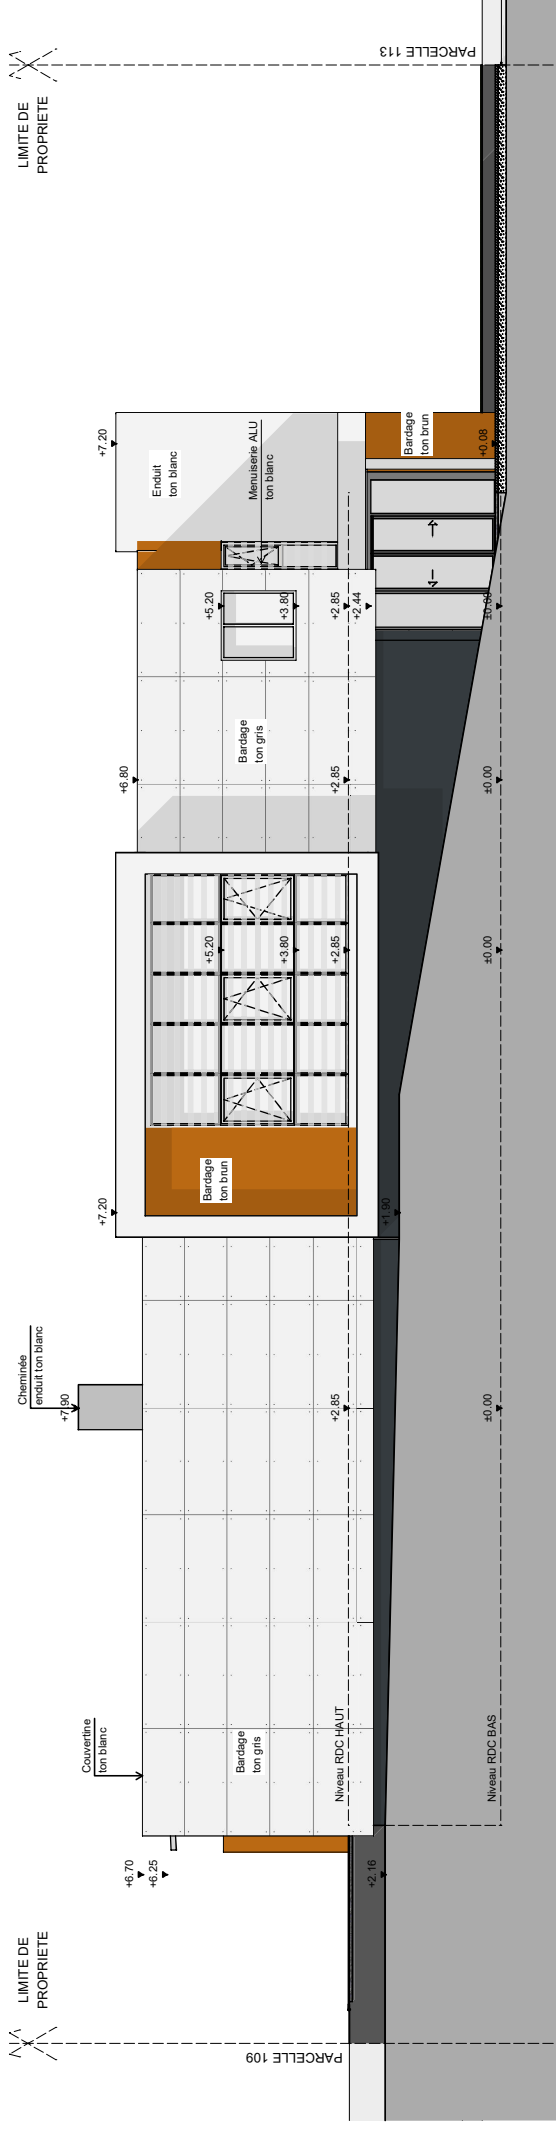 LIMITE DE
PROPRIETE
PARCELLE 109
+6.70
+6.25
+2.16
Couvertine
ton blanc
Bardage
ton gris
Niveau RDC HAUT
Niveau RDC BAS
Cheminée
enduit ton blanc
+7.90
+2.85
±0.00
+7.20
Bardage
ton brun
+1.90
+5.20
+3.80
+2.85
±0.00
+6.80
Bardage
ton gris
+2.85
±0.00
+5.20
+3.80
+2.85
+2.44
±0.00
+7.20
Enduit
ton blanc
Menuiserie ALU
ton blanc
Bardage
ton brun
+0.08
LIMITE DE
PROPRIETE
PARCELLE 113